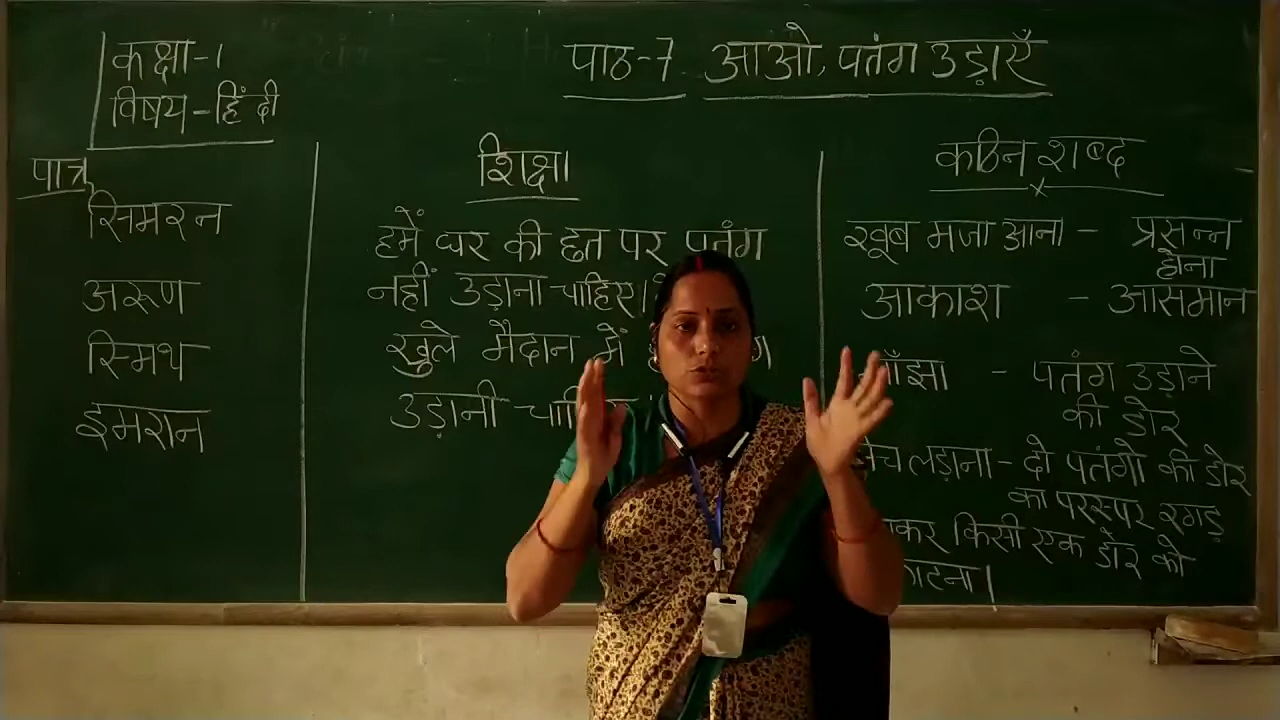 कक्षा-1
विषय-हिंदी
पाठ-7 आओ, पतंग उड़ाएँ
पात्र
सिमरन
अरूण
स्मिथ
इमरान
शिक्षा
हमें घर की छत पर पतंग
नहीं उड़ाना चाहिए।
खुले मैदान में
उड़ानी
कठिन शब्द
खूब मजा आना - प्रसन्न
होना
आकाश - आसमान
- पतंग उड़ाने
की डोर
लड़ाना - दो पतंगो की डोर
का परस्पर रगड़
किसी एक डोर को